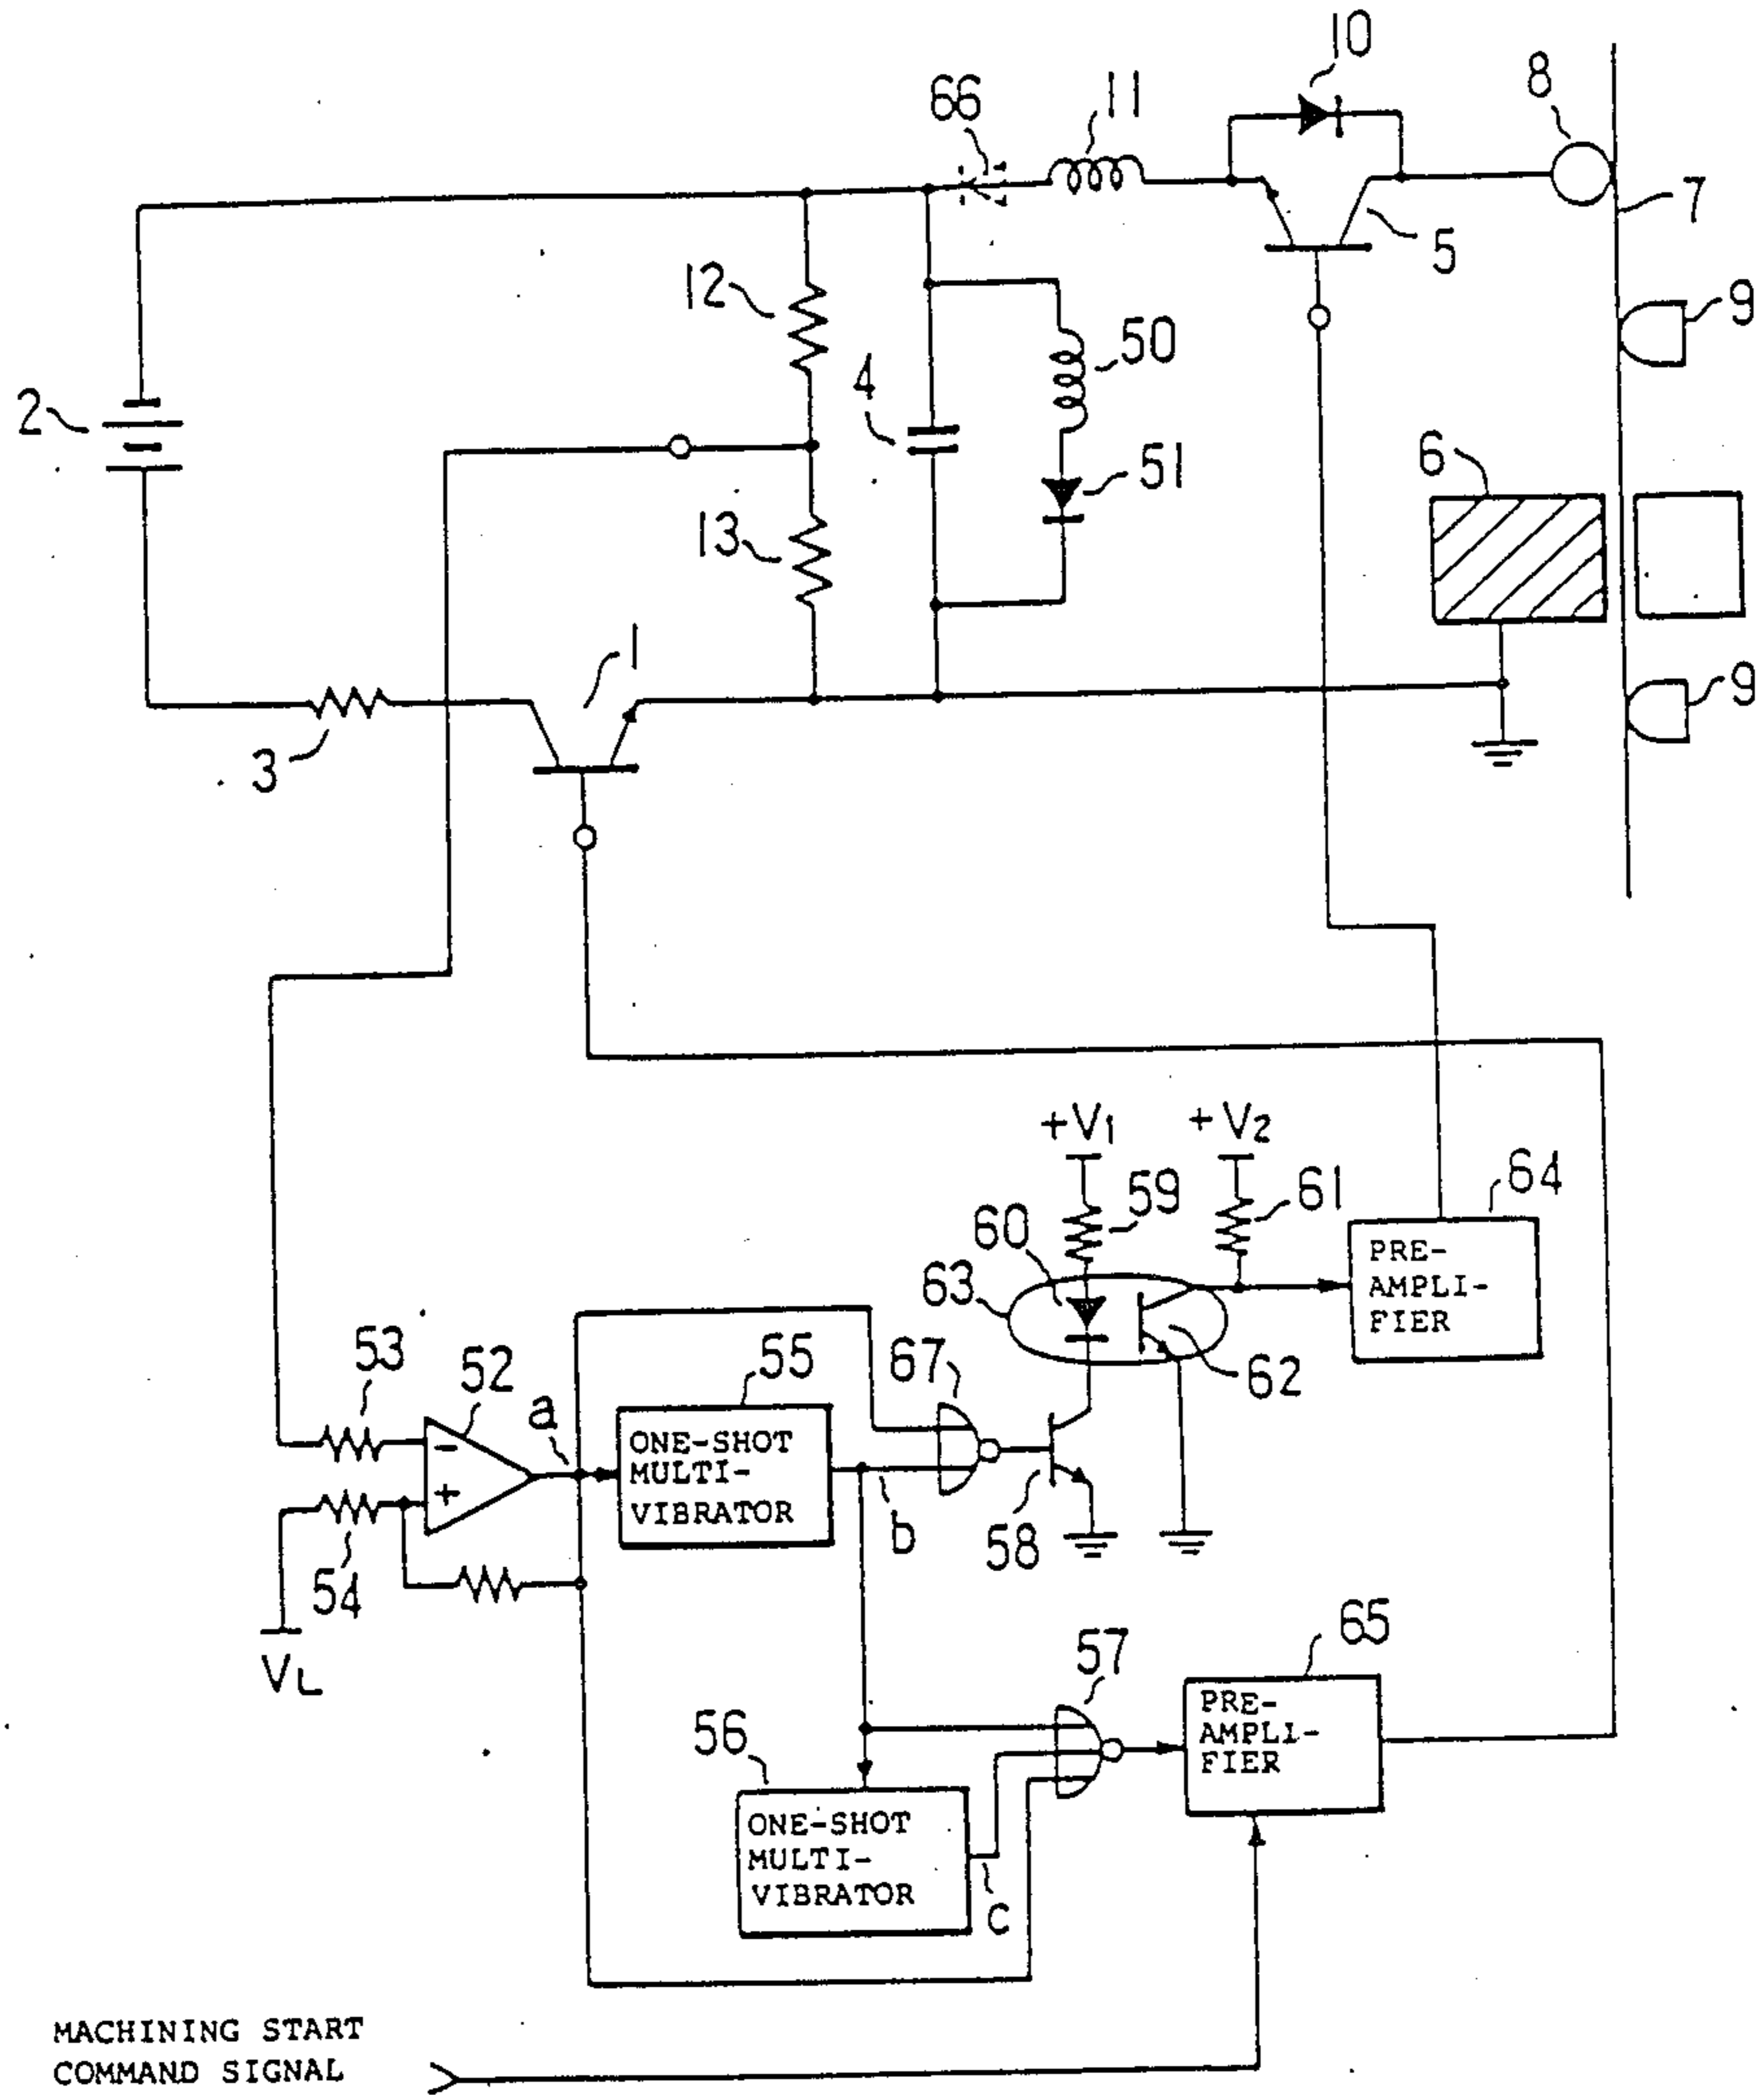 10
66
11
8
7
5
12
9
50
4
2
6
51
13
1
9
3
+V1
+V2
59
61
64
60
PRE-
AMPLI-
FIER
63
53
55
67
52
62
a
ONE-SHOT
MULTI-
VIBRATOR
-
+
b
58
54
VL
65
57
PRE-
AMPLI-
FIER
56
ONE-SHOT
MULTI-
VIBRATOR
c
MACHINING START
COMMAND SIGNAL